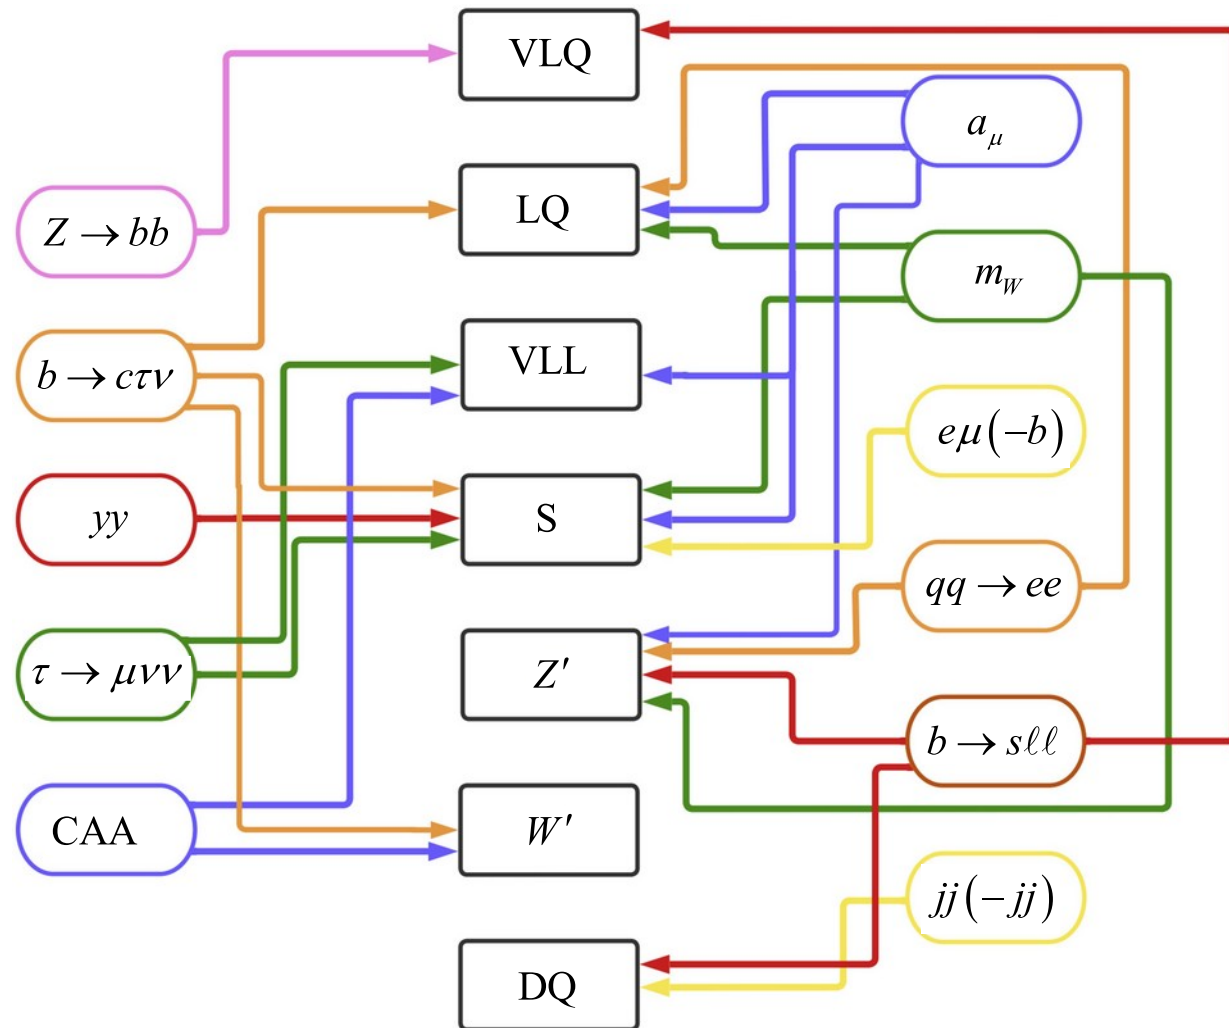 VLQ
LQ
VLL
S
Z′
W′
DQ
Z → bb
b → cτν
yy
τ → μνν
CAA
a_μ
m_W
eμ(−b)
qq → ee
b → sℓℓ
jj(−jj)